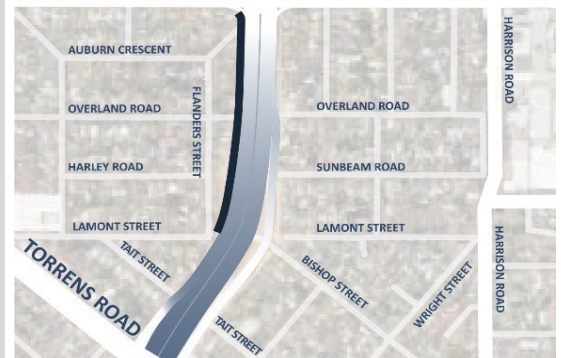 AUBURN CRESCENT
HARRISON ROAD
FLANDERS STREET
OVERLAND ROAD
OVERLAND ROAD
HARLEY ROAD
SUNBEAM ROAD
LAMONT STREET
LAMONT STREET
TAIT STREET
TORRENS ROAD
BISHOP STREET
WRIGHT STREET
HARRISON ROAD
TAIT STREET